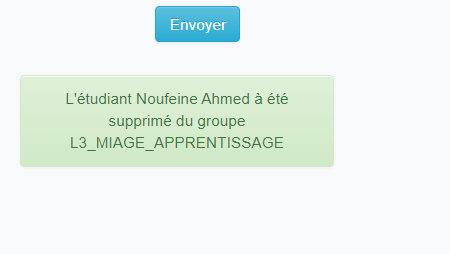 Envoyer
L'étudiant Noufeine Ahmed à été
supprimé du groupe
L3_MIAGE_APPRENTISSAGE